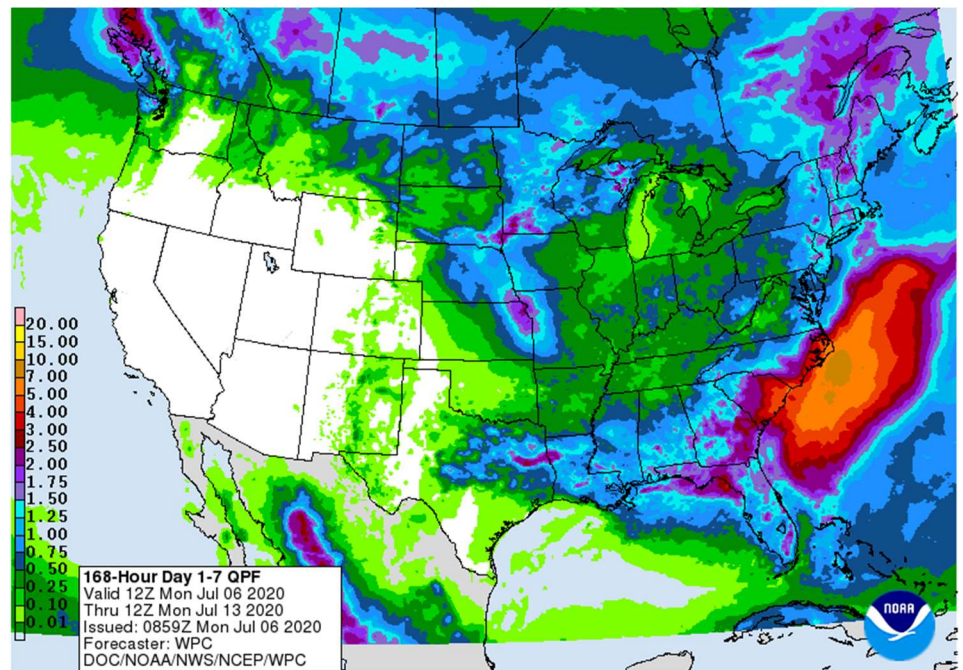 20.00
15.00
10.00
7.00
5.00
4.00
3.00
2.50
2.00
1.75
1.50
1.25
1.00
0.75
0.50
0.25
0.10
0.01
168-Hour Day 1-7 QPF
Valid 12Z Mon Jul 06 2020
Thru 12Z Mon Jul 13 2020
Issued: 0859Z Mon Jul 06 2020
Forecaster: WPC
DOC/NOAA/NWS/NCEP/WPC
NOAA